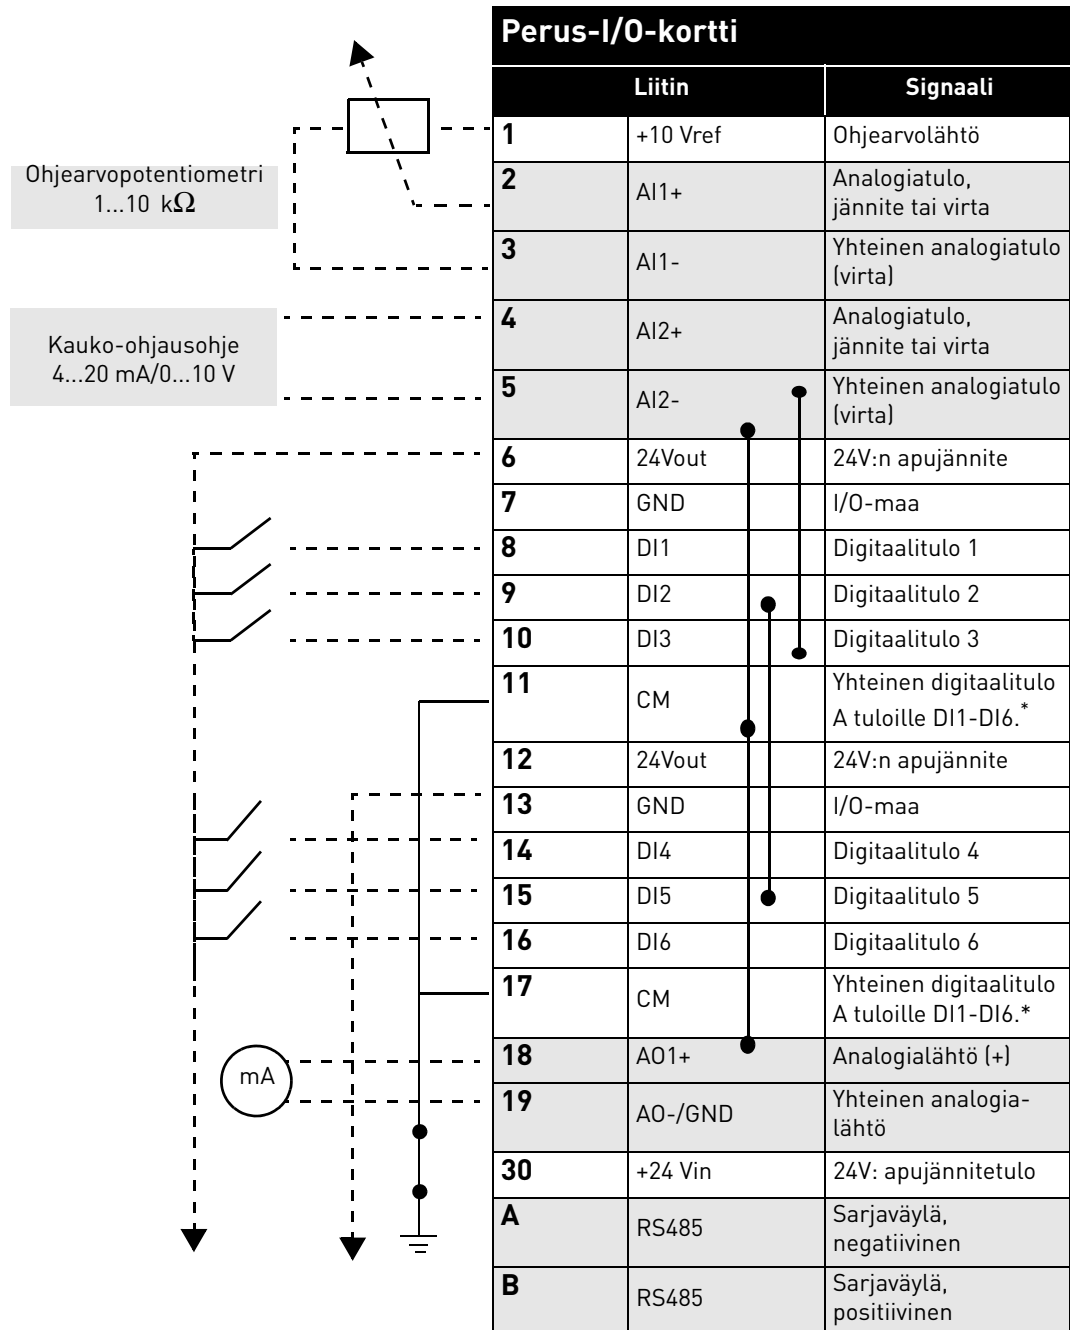 Perus-I/O-kortti
Liitin Signaali
Ohjearvopotentiometri
1...10 kΩ
Kauko-ohjausohje
4...20 mA/0...10 V
mA
1 +10 Vref Ohjearvolähtö
2 AI1+ Analogiatulo,
jännite tai virta
3 AI1- Yhteinen analogiatulo
(virta)
4 AI2+ Analogiatulo,
jännite tai virta
5 AI2- Yhteinen analogiatulo
(virta)
6 24Vout 24V:n apujännite
7 GND I/O-maa
8 DI1 Digitaalitulo 1
9 DI2 Digitaalitulo 2
10 DI3 Digitaalitulo 3
11 CM Yhteinen digitaalitulo
A tuloille DI1-DI6.*
12 24Vout 24V:n apujännite
13 GND I/O-maa
14 DI4 Digitaalitulo 4
15 DI5 Digitaalitulo 5
16 DI6 Digitaalitulo 6
17 CM Yhteinen digitaalitulo
A tuloille DI1-DI6.*
18 AO1+ Analogialähtö (+)
19 AO-/GND Yhteinen analogia-
lähtö
30 +24 Vin 24V: apujännitetulo
A RS485 Sarjaväylä,
negatiivinen
B RS485 Sarjaväylä,
positiivinen